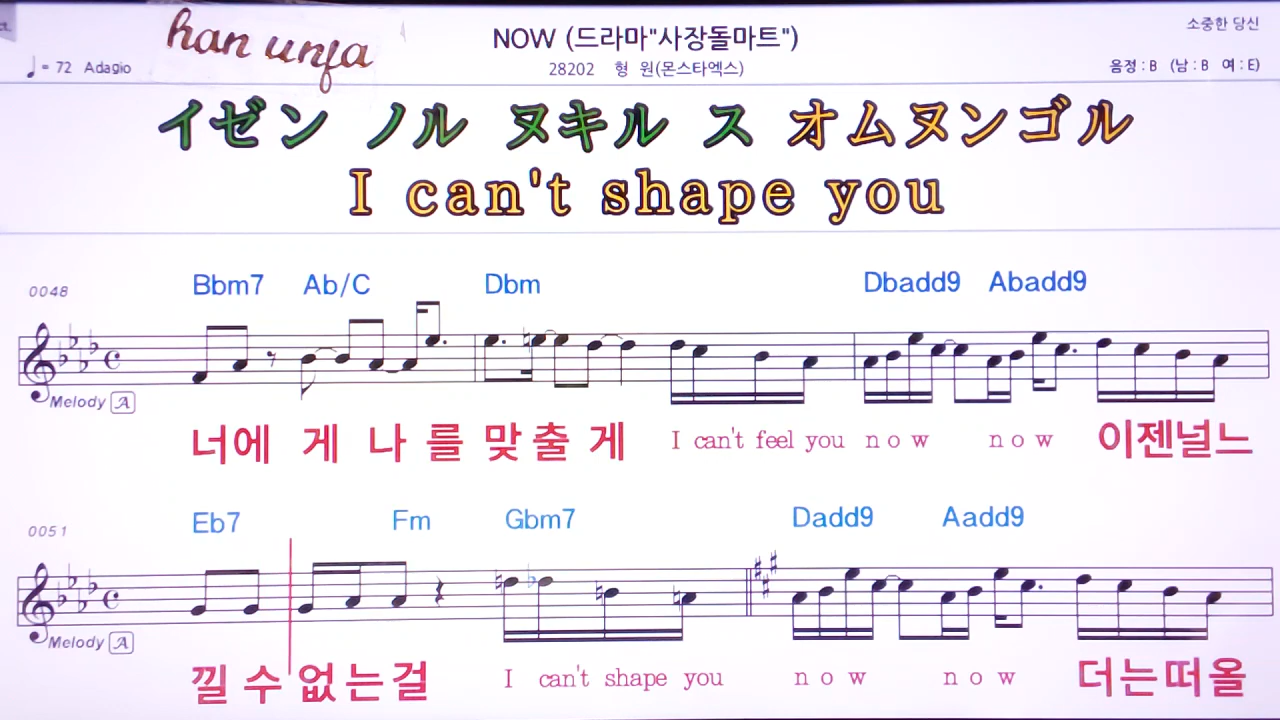 han unja
NOW (드라마"사장돌마트")
소중한 당신
♩= 72 Adagio
28202 형 원(몬스타엑스)
음정 : B (남 : B 여 : E)
イゼン ノル ヌキル ス オムヌンゴル
I can't shape you
0048
Bbm7 Ab/C Dbm Dbadd9 Abadd9
Melody A
너에 게 나 를 맞 출 게 I can't feel you n o w n o w 이젠널느
0051
Eb7 Fm Gbm7 Dadd9 Aadd9
Melody A
낄 수 없는걸 I can't shape you n o w n o w 더는떠올